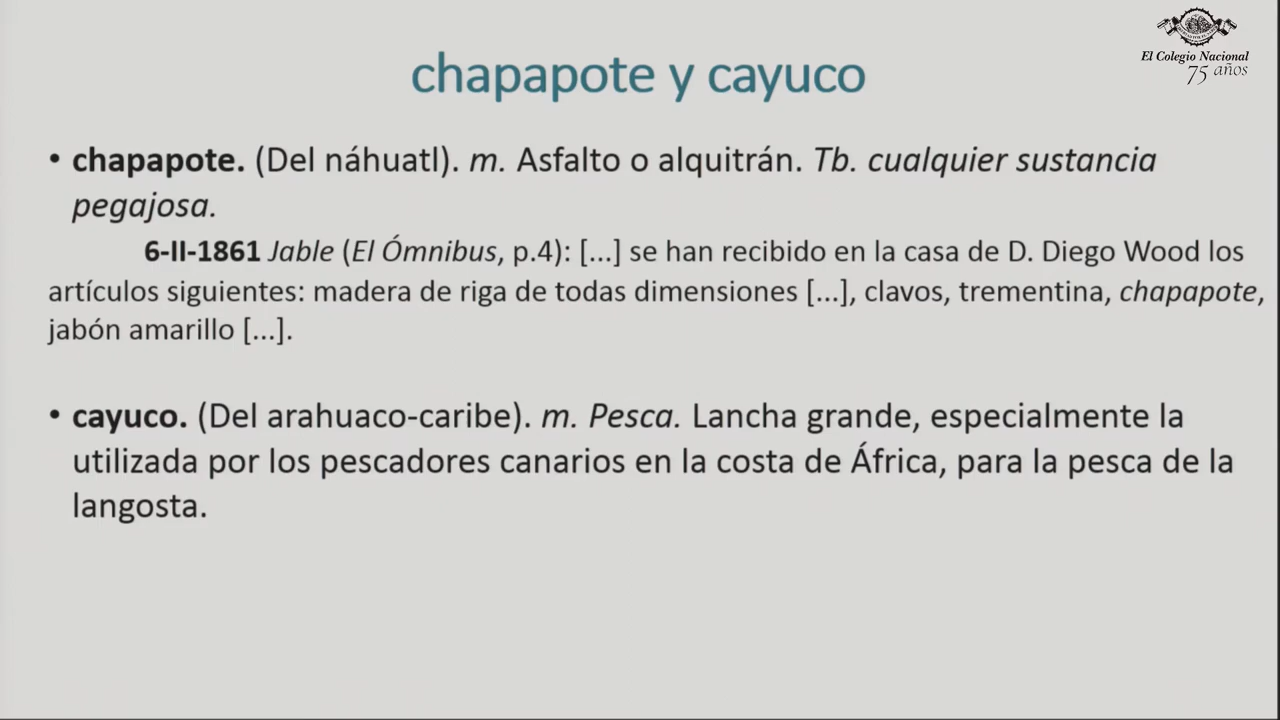 El Colegio Nacional
75 años
chapapote y cayuco
• chapapote. (Del náhuatl). m. Asfalto o alquitrán. Tb. cualquier sustancia
pegajosa.
6-II-1861 Jable (El Ómnibus, p.4): [...] se han recibido en la casa de D. Diego Wood los
artículos siguientes: madera de riga de todas dimensiones [...], clavos, trementina, chapapote,
jabón amarillo [...].
• cayuco. (Del arahuaco-caribe). m. Pesca. Lancha grande, especialmente la
utilizada por los pescadores canarios en la costa de África, para la pesca de la
langosta.